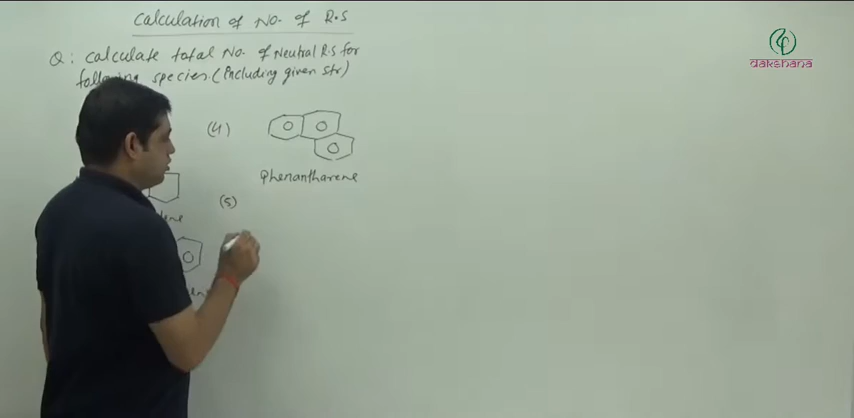 Calculation of No. of R.S
Q: Calculate total No. of Neutral R.S for
following species (Including given str)
(4)
Phenantharene
(5)
dakshana